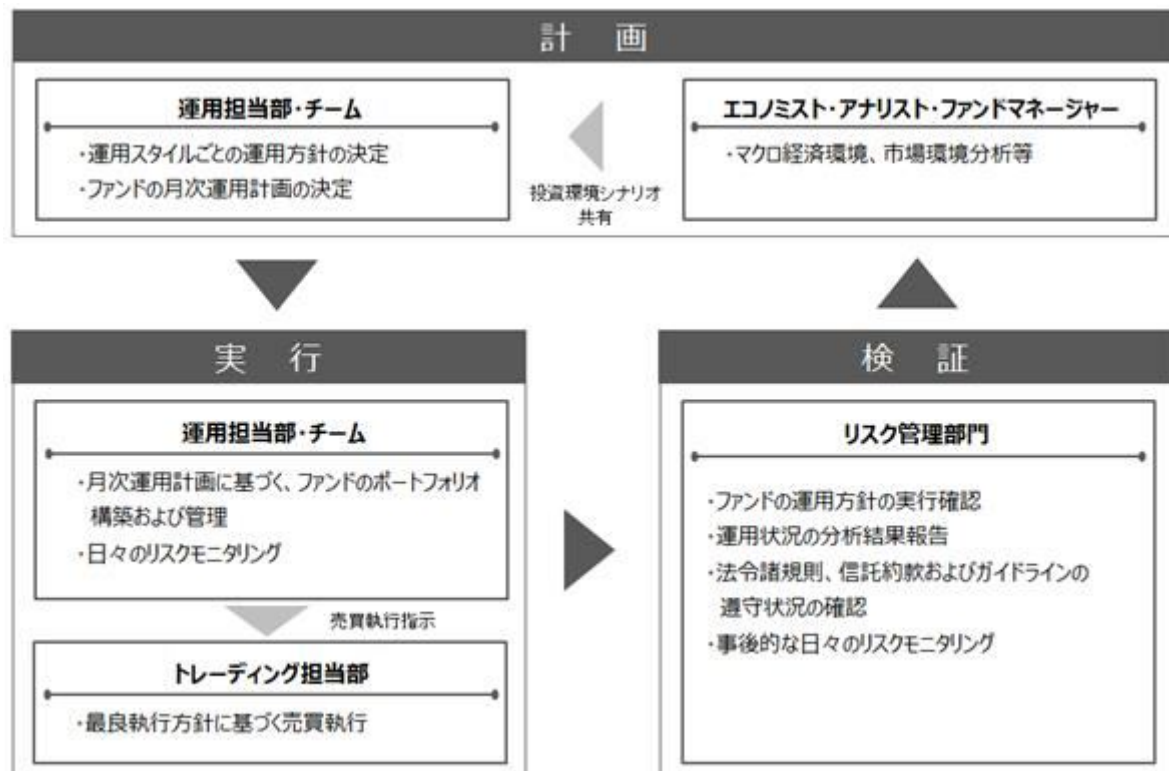 計 画
運用担当部・チーム
・運用スタイルごとの運用方針の決定
・ファンドの月次運用計画の決定
投資環境シナリオ
共有
エコノミスト・アナリスト・ファンドマネージャー
・マクロ経済環境、市場環境分析等
実 行
運用担当部・チーム
・月次運用計画に基づく、ファンドのポートフォリオ
構築および管理
・日々のリスクモニタリング
売買執行指示
トレーディング担当部
・最良執行方針に基づく売買執行
検 証
リスク管理部門
・ファンドの運用方針の実行確認
・運用状況の分析結果報告
・法令諸規則、信託約款およびガイドラインの
遵守状況の確認
・事後的な日々のリスクモニタリング